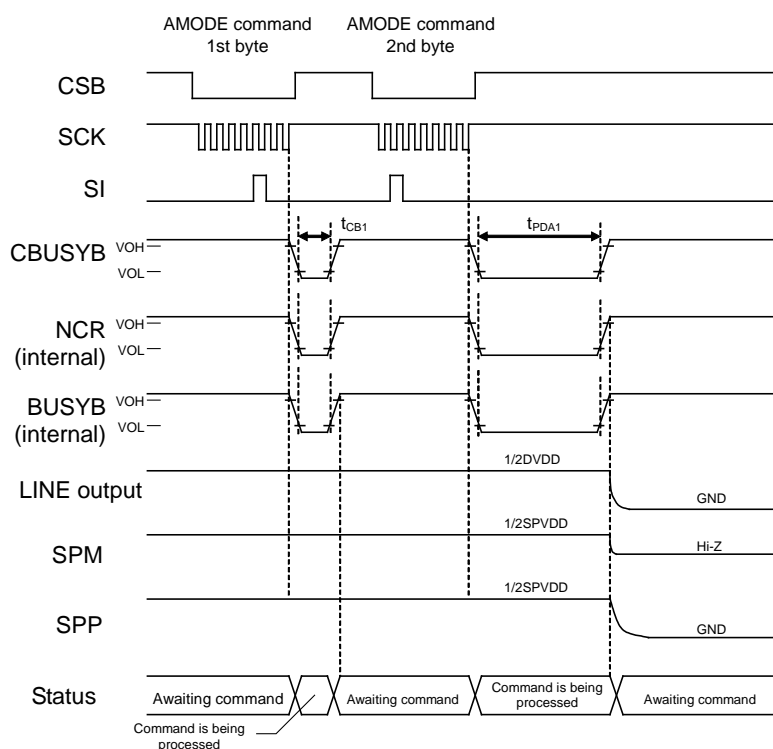 AMODE command
1st byte
AMODE command
2nd byte
CSB
SCK
SI
tCB1
tPDA1
CBUSYB
VOH
VOL
NCR
(internal)
VOH
VOL
BUSYB
(internal)
VOH
VOL
1/2DVDD
LINE output
GND
1/2SPVDD
SPM
Hi-Z
1/2SPVDD
SPP
GND
Status
Awaiting command
Command is being
processed
Awaiting command
Command is being
processed
Awaiting command